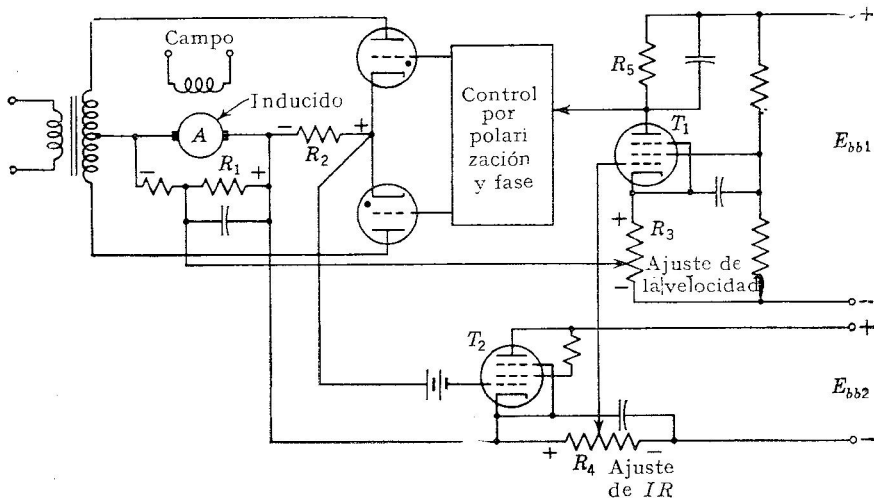 Campo
Inducido
A
R1
R2
Control
por
polari
zación
y fase
R5
T1
Ebb1
R3
Ajuste de
la velocidad
T2
Ebb2
R4
Ajuste
de IR